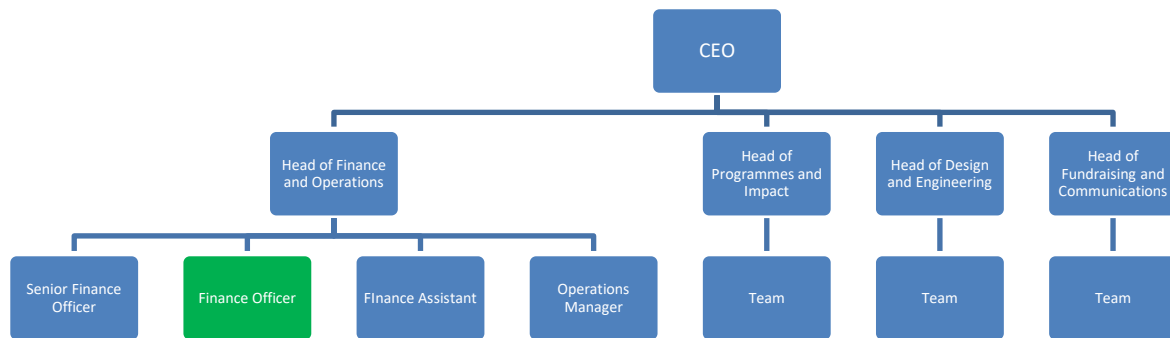 CEO
Head of Finance
and Operations
Head of
Programmes and
Impact
Head of Design
and Engineering
Head of
Fundraising and
Communications
Senior Finance
Officer
Finance Officer
FInance Assistant
Operations
Manager
Team
Team
Team